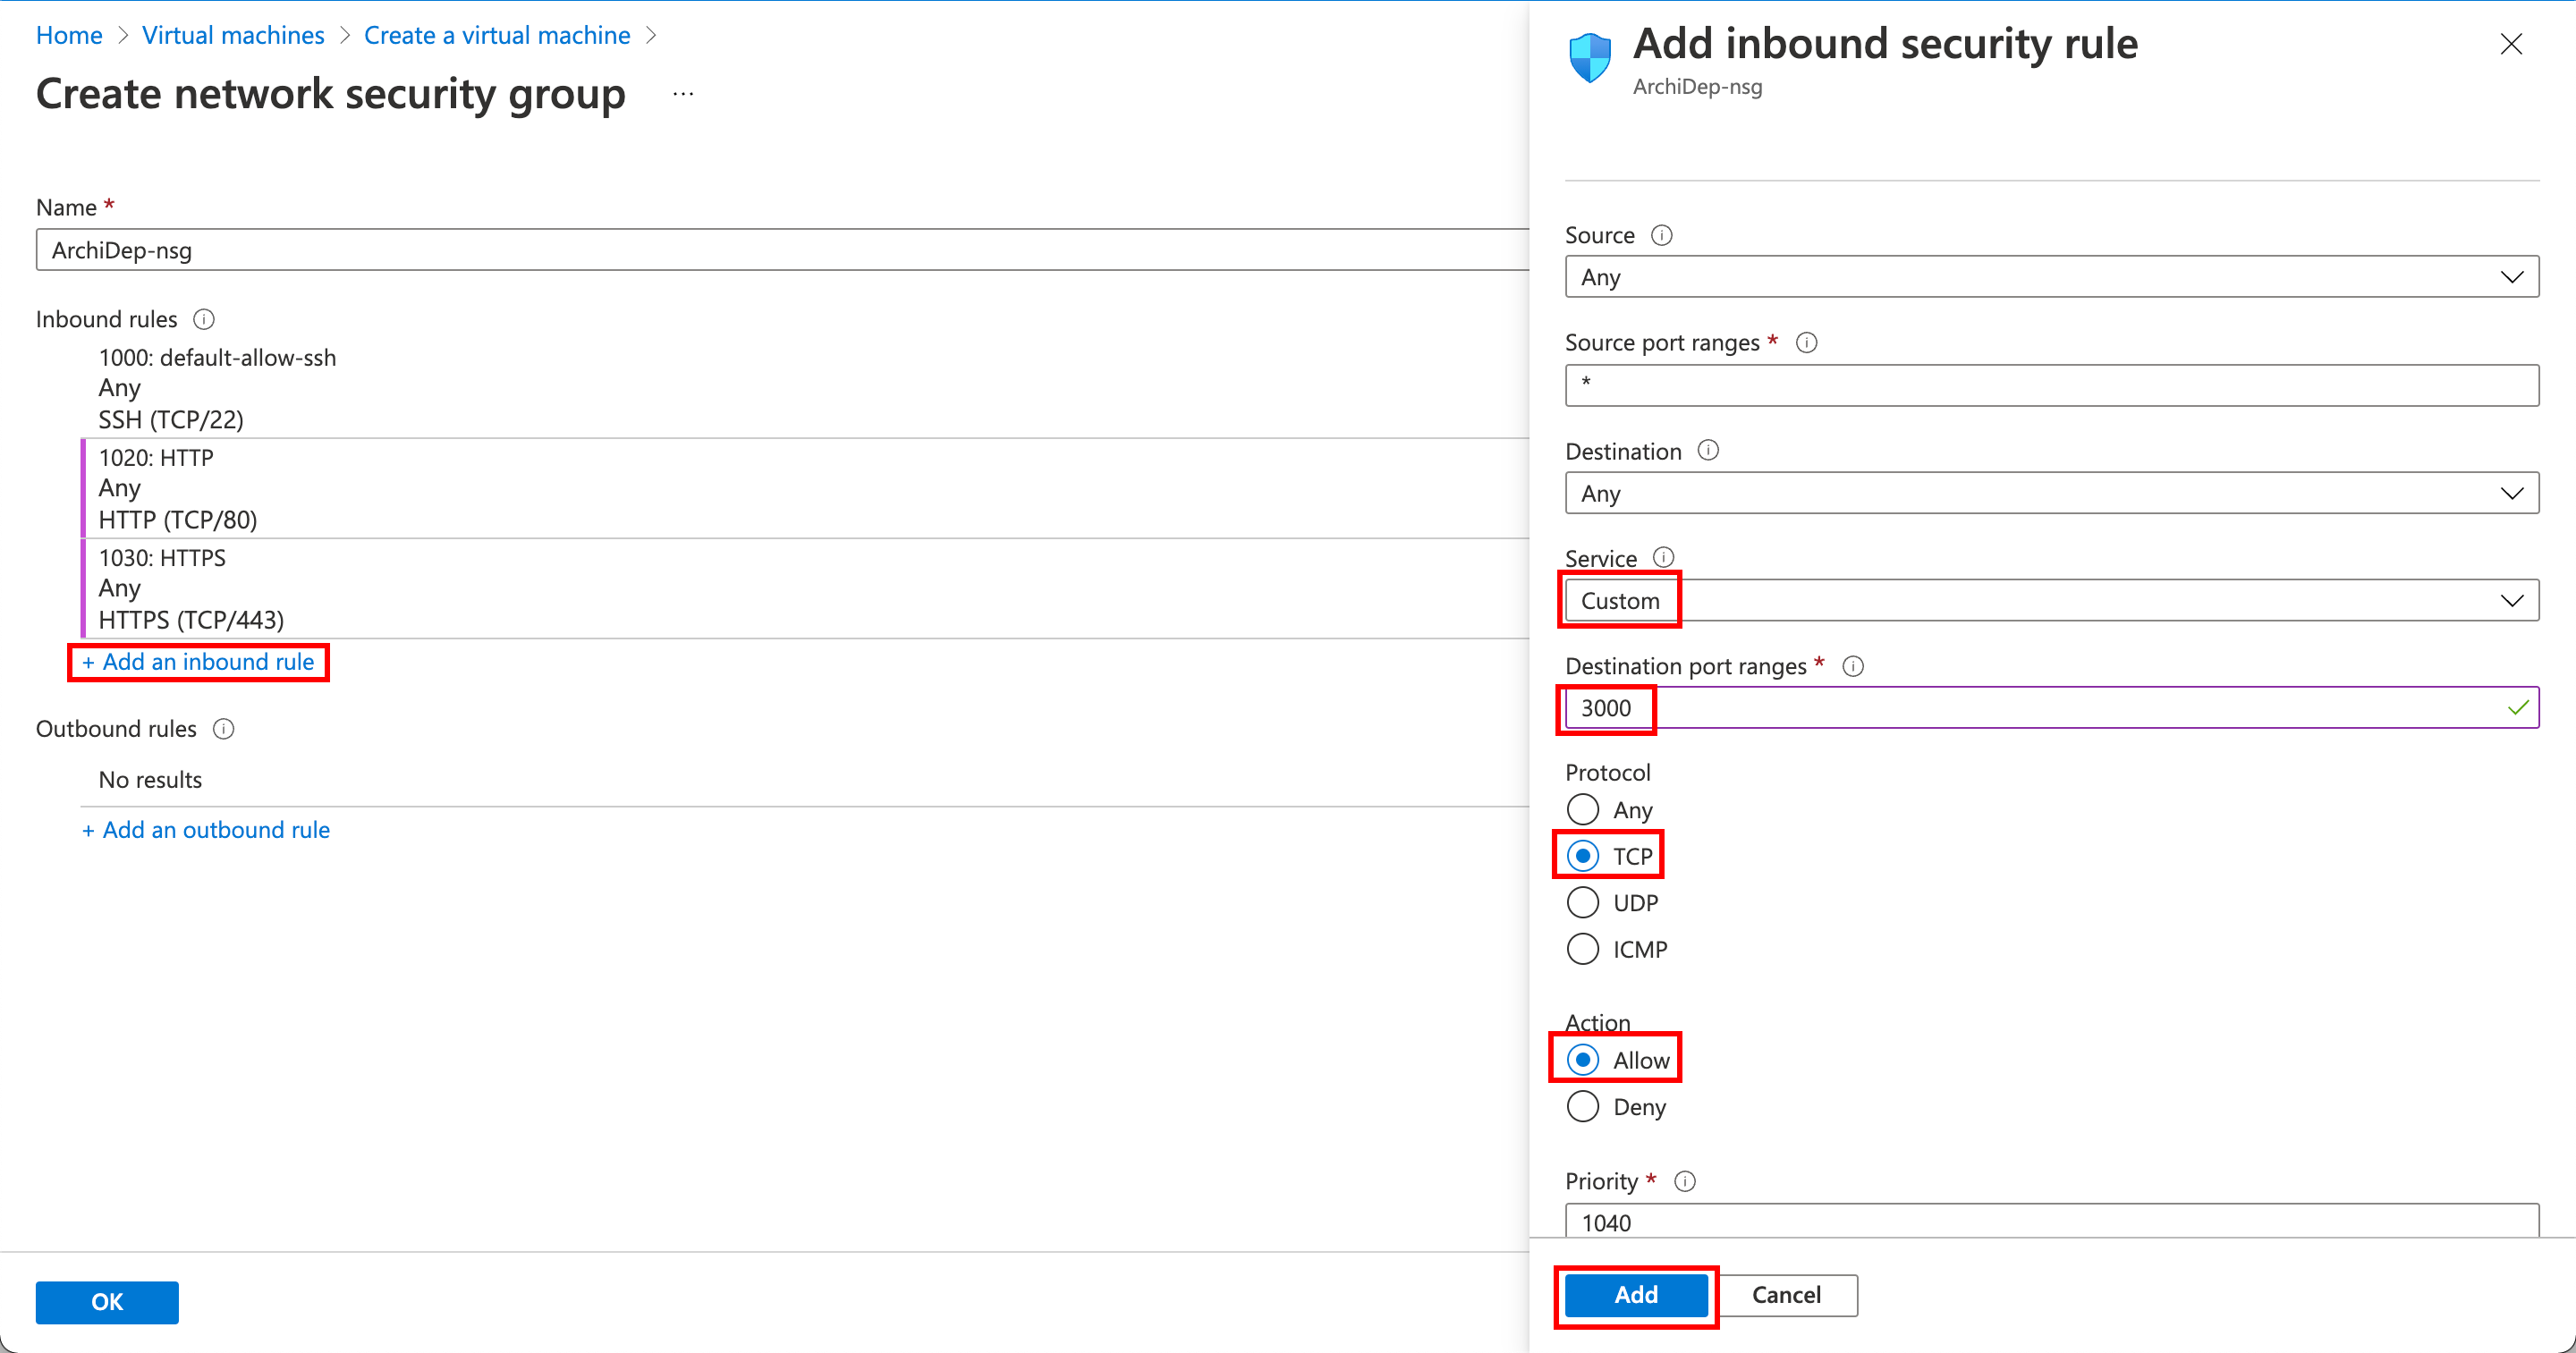 Home > Virtual machines > Create a virtual machine >
Create network security group ...
Name *
ArchiDep-nsg
Inbound rules
1000: default-allow-ssh
Any
SSH (TCP/22)
1020: HTTP
Any
HTTP (TCP/80)
1030: HTTPS
Any
HTTPS (TCP/443)
+ Add an inbound rule
Outbound rules
No results
+ Add an outbound rule
OK
Add inbound security rule
ArchiDep-nsg
Source
Any
Source port ranges *
*
Destination
Any
Service
Custom
Destination port ranges *
3000
Protocol
Any
TCP
UDP
ICMP
Action
Allow
Deny
Priority *
1040
Add
Cancel